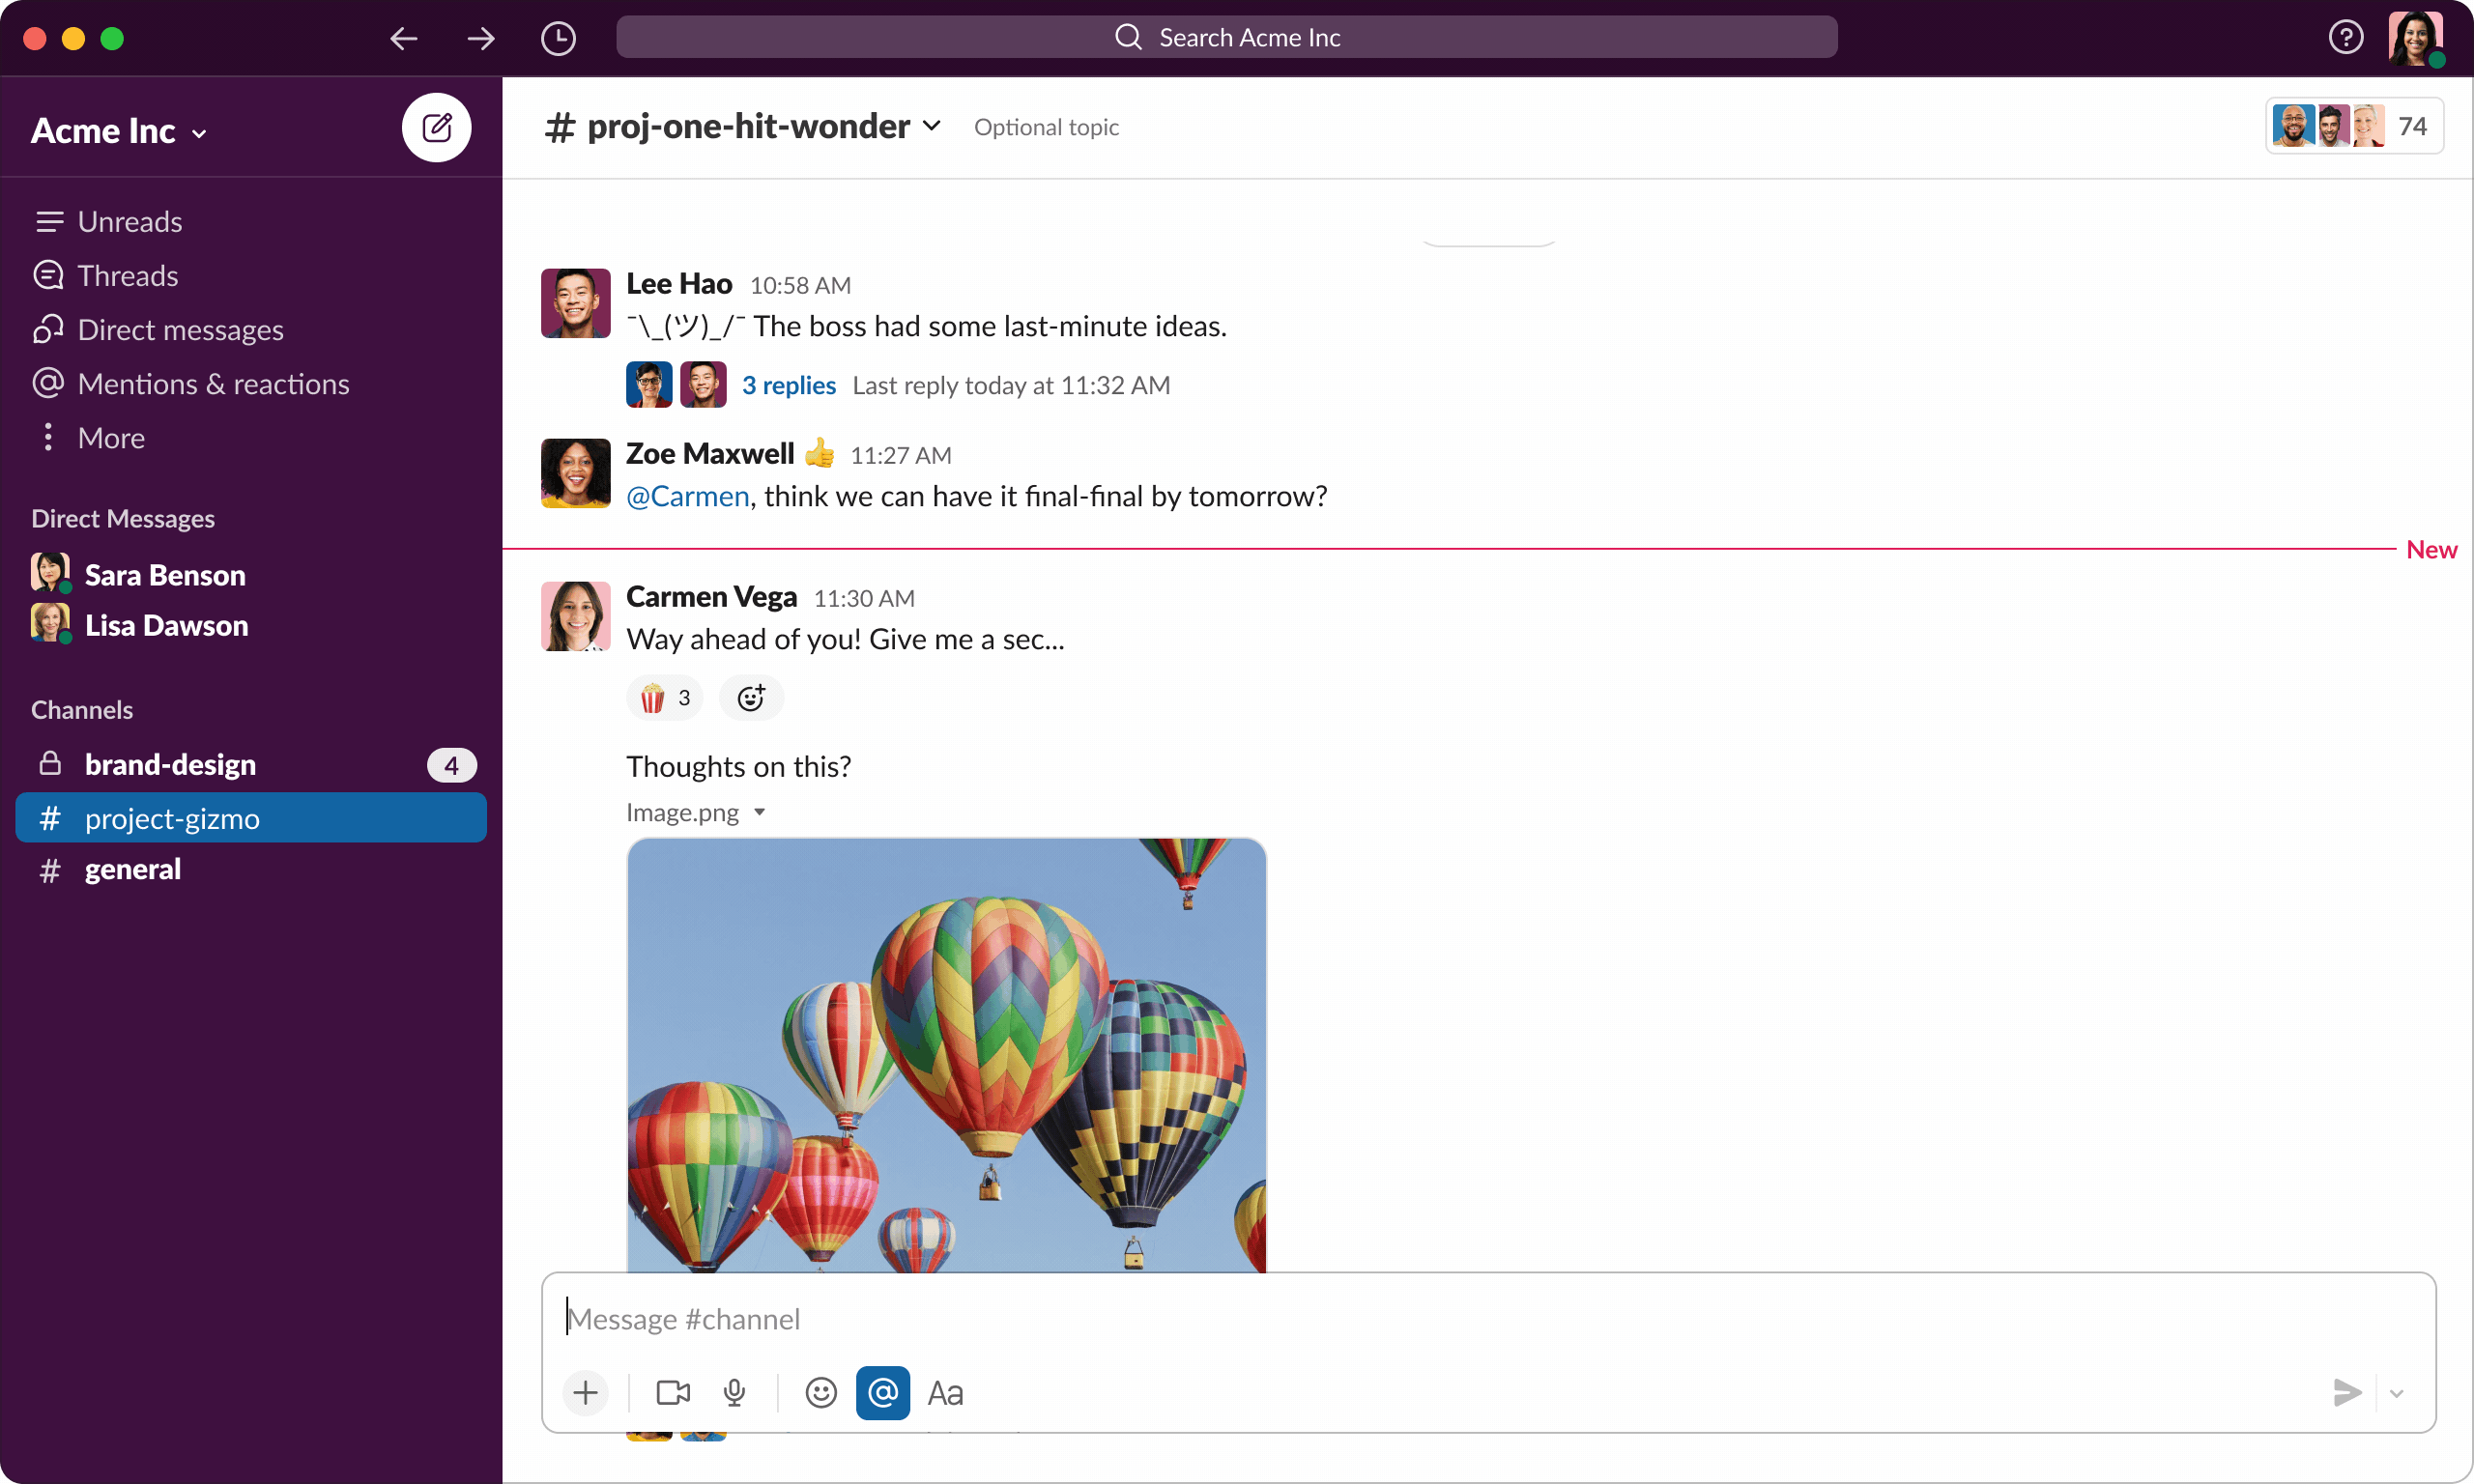 Search Acme Inc
Acme Inc
Unreads
Threads
Direct messages
Mentions & reactions
More
Direct Messages
Sara Benson
Lisa Dawson
Channels
brand-design 4
# project-gizmo
# general
# proj-one-hit-wonder Optional topic 74
Lee Hao 10:58 AM
¯\_(ツ)_/¯ The boss had some last-minute ideas.
3 replies Last reply today at 11:32 AM
Zoe Maxwell 👍 11:27 AM
@Carmen, think we can have it final-final by tomorrow?
New
Carmen Vega 11:30 AM
Way ahead of you! Give me a sec...
🍿 3
Thoughts on this?
Image.png
Message #channel
@ Aa